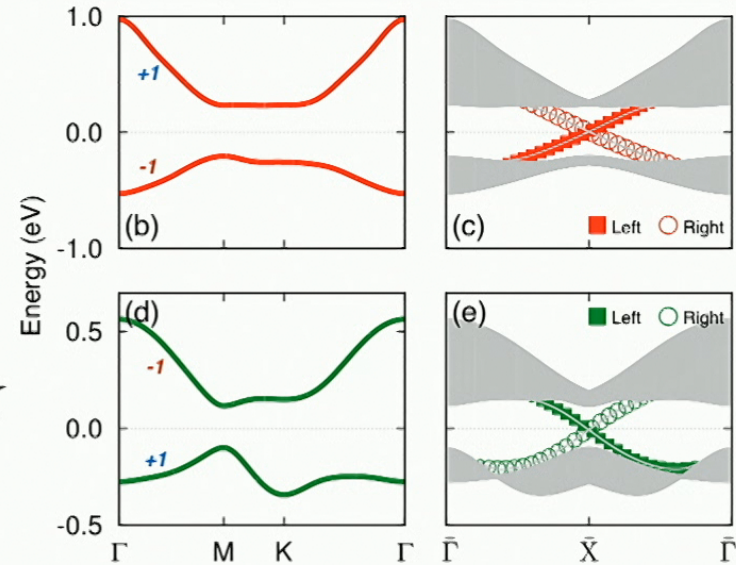 Energy (eV)
1.0
0.0
-1.0
+1
-1
(b)
(c)
Left Right
0.5
0.0
-0.5
(d)
-1
+1
(e)
Left Right
Γ M K Γ
Γ̄ X̄ Γ̄